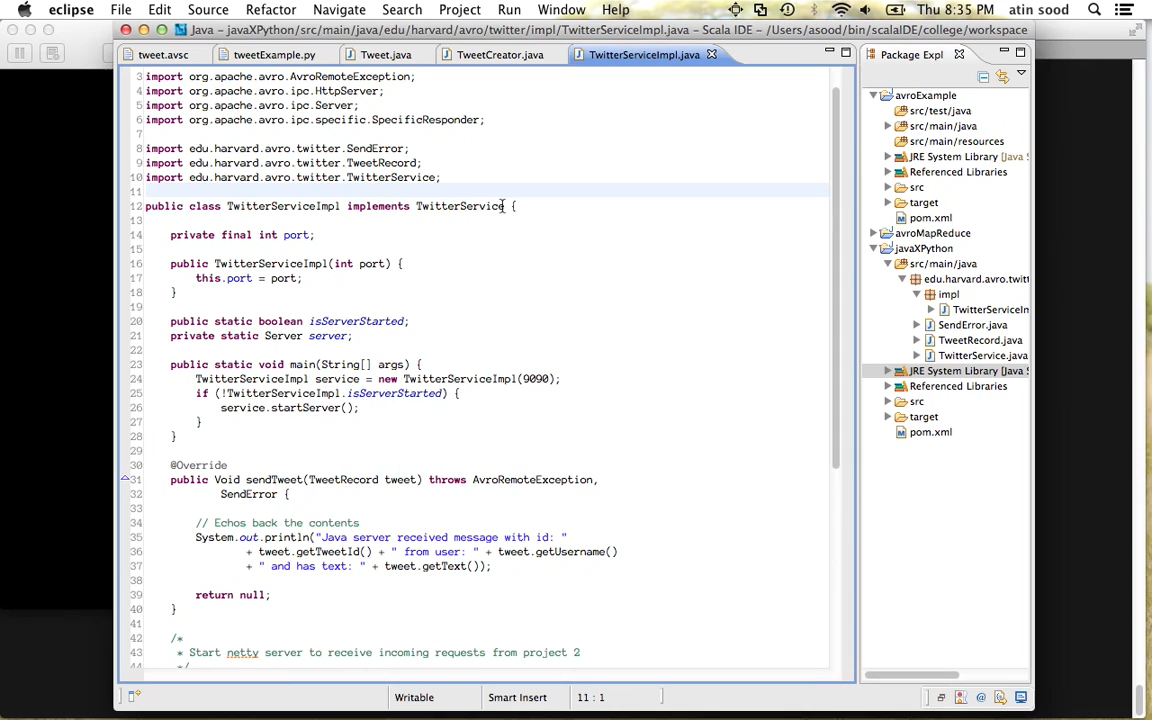 eclipse File Edit Source Refactor Navigate Search Project Run Window Help Thu 8:35 PM atin sood
Java – javaXPython/src/main/java/edu/harvard/avro/twitter/impl/TwitterServiceImpl.java – Scala IDE – /Users/asood/bin/scalaIDE/college/workspace
tweet.avsc tweetExample.py Tweet.java TweetCreator.java TwitterServiceImpl.java
3 import org.apache.avro.AvroRemoteException;
4 import org.apache.avro.ipc.HttpServer;
5 import org.apache.avro.ipc.Server;
6 import org.apache.avro.ipc.specific.SpecificResponder;
7
8 import edu.harvard.avro.twitter.SendError;
9 import edu.harvard.avro.twitter.TweetRecord;
10 import edu.harvard.avro.twitter.TwitterService;
11
12 public class TwitterServiceImpl implements TwitterService {
13
14 private final int port;
15
16 public TwitterServiceImpl(int port) {
17 this.port = port;
18 }
19
20 public static boolean isServerStarted;
21 private static Server server;
22
23 public static void main(String[] args) {
24 TwitterServiceImpl service = new TwitterServiceImpl(9090);
25 if (!TwitterServiceImpl.isServerStarted) {
26 service.startServer();
27 }
28 }
29
30 @Override
31 public Void sendTweet(TweetRecord tweet) throws AvroRemoteException,
32 SendError {
33
34 // Echos back the contents
35 System.out.println("Java server received message with id: "
36 + tweet.getTweetId() + " from user: " + tweet.getUsername()
37 + " and has text: " + tweet.getText());
38
39 return null;
40 }
41
42 /*
43 * Start netty server to receive incoming requests from project 2
44 */
Package Expl
avroExample
src/test/java
src/main/java
src/main/resources
JRE System Library [Java S
Referenced Libraries
src
target
pom.xml
avroMapReduce
javaXPython
src/main/java
edu.harvard.avro.twitt
impl
TwitterServiceIm
SendError.java
TweetRecord.java
TwitterService.java
JRE System Library [Java S
Referenced Libraries
src
target
pom.xml
Writable Smart Insert 11 : 1